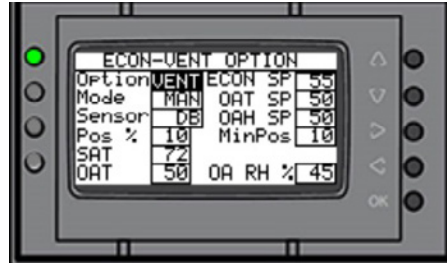 ECON-VENT OPTION
Option VENT ECON SP 55
Mode MAN OAT SP 50
Sensor DB OAH SP 50
Pos % 10 MinPos 10
SAT 72
OAT 50 OA RH % 45
OK